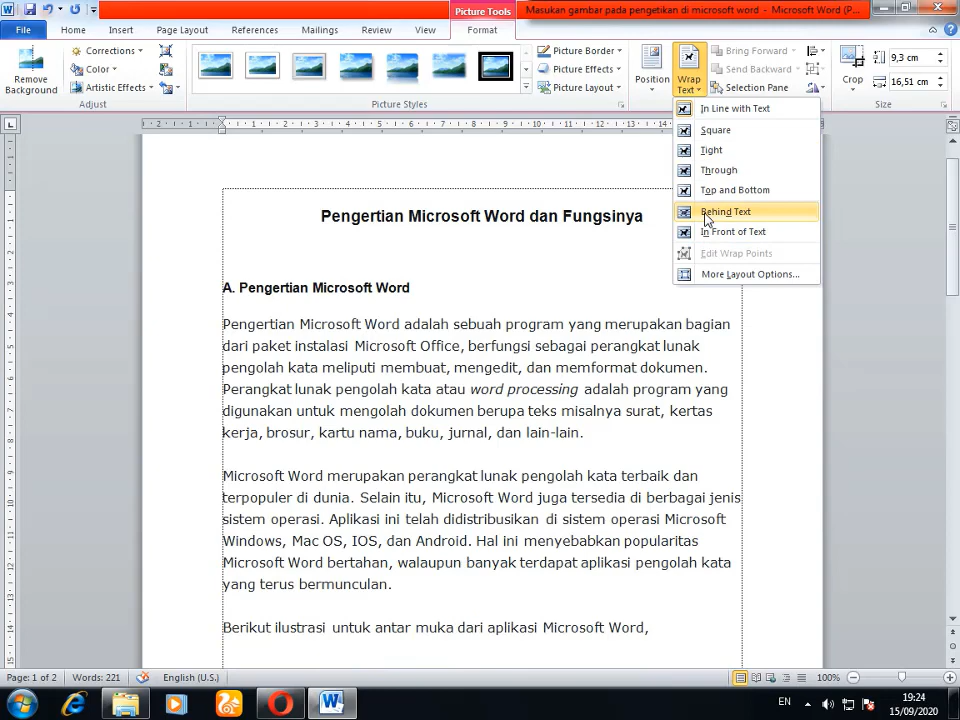 Picture Tools
Masukan gambar pada pengetikan di microsoft word - Microsoft Word (P...
File Home Insert Page Layout References Mailings Review View Format
Remove Background
Corrections
Color
Artistic Effects
Adjust
Picture Styles
Picture Border
Picture Effects
Picture Layout
Position
Wrap Text
Bring Forward
Send Backward
Selection Pane
Crop
9,3 cm
16,51 cm
Size
In Line with Text
Square
Tight
Through
Top and Bottom
Behind Text
In Front of Text
Edit Wrap Points
More Layout Options...
Pengertian Microsoft Word dan Fungsinya
A. Pengertian Microsoft Word
Pengertian Microsoft Word adalah sebuah program yang merupakan bagian
dari paket instalasi Microsoft Office, berfungsi sebagai perangkat lunak
pengolah kata meliputi membuat, mengedit, dan memformat dokumen.
Perangkat lunak pengolah kata atau word processing adalah program yang
digunakan untuk mengolah dokumen berupa teks misalnya surat, kertas
kerja, brosur, kartu nama, buku, jurnal, dan lain-lain.
Microsoft Word merupakan perangkat lunak pengolah kata terbaik dan
terpopuler di dunia. Selain itu, Microsoft Word juga tersedia di berbagai jenis
sistem operasi. Aplikasi ini telah didistribusikan di sistem operasi Microsoft
Windows, Mac OS, IOS, dan Android. Hal ini menyebabkan popularitas
Microsoft Word bertahan, walaupun banyak terdapat aplikasi pengolah kata
yang terus bermunculan.
Berikut ilustrasi untuk antar muka dari aplikasi Microsoft Word,
Page: 1 of 2 Words: 221 English (U.S.) 100%
EN 19:24
15/09/2020